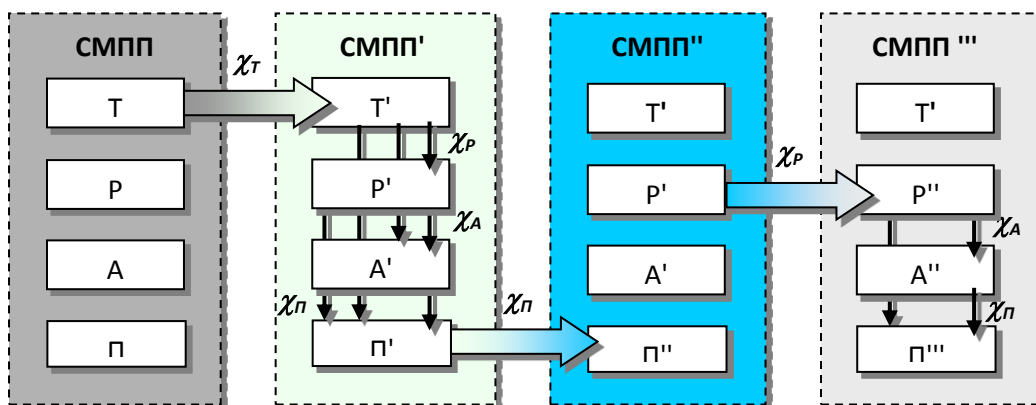 СМПП
Т
Р
А
П
χТ
СМПП'
Т'
χР
Р'
χА
А'
χП
П'
χП
СМПП''
Т'
Р'
А'
П''
χР
СМПП '''
Т'
Р''
χА
А''
χП
П'''